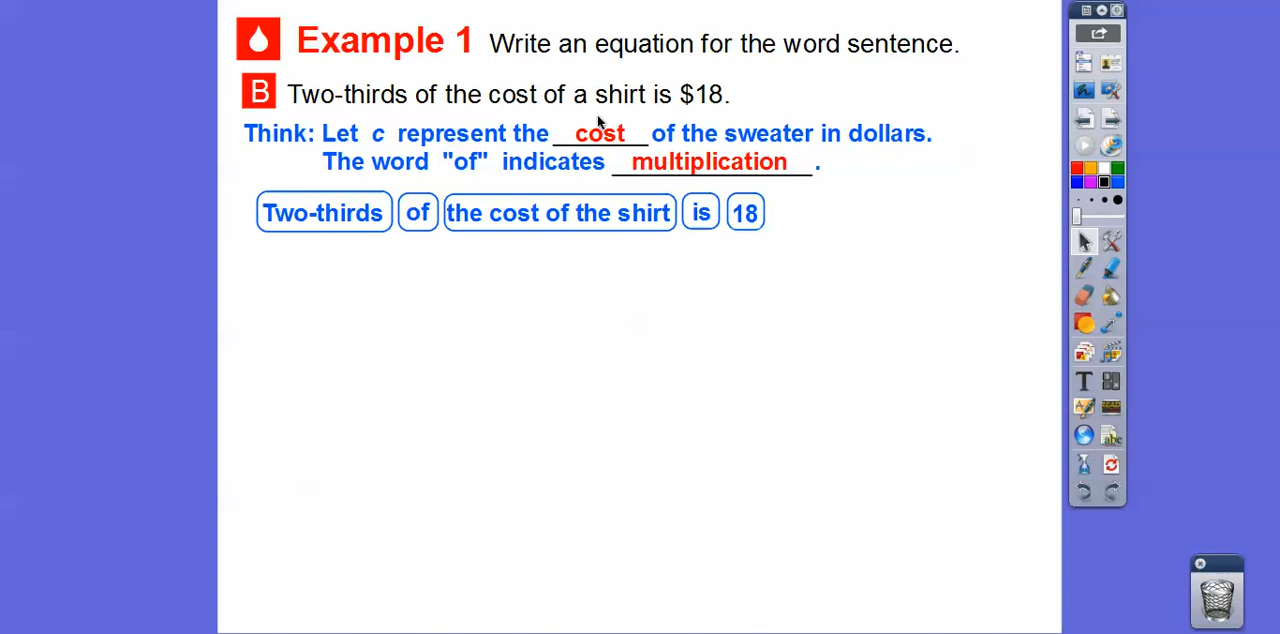 Example 1 Write an equation for the word sentence.
B Two-thirds of the cost of a shirt is $18.
Think: Let c represent the cost of the sweater in dollars.
The word "of" indicates multiplication.
Two-thirds of the cost of the shirt is 18